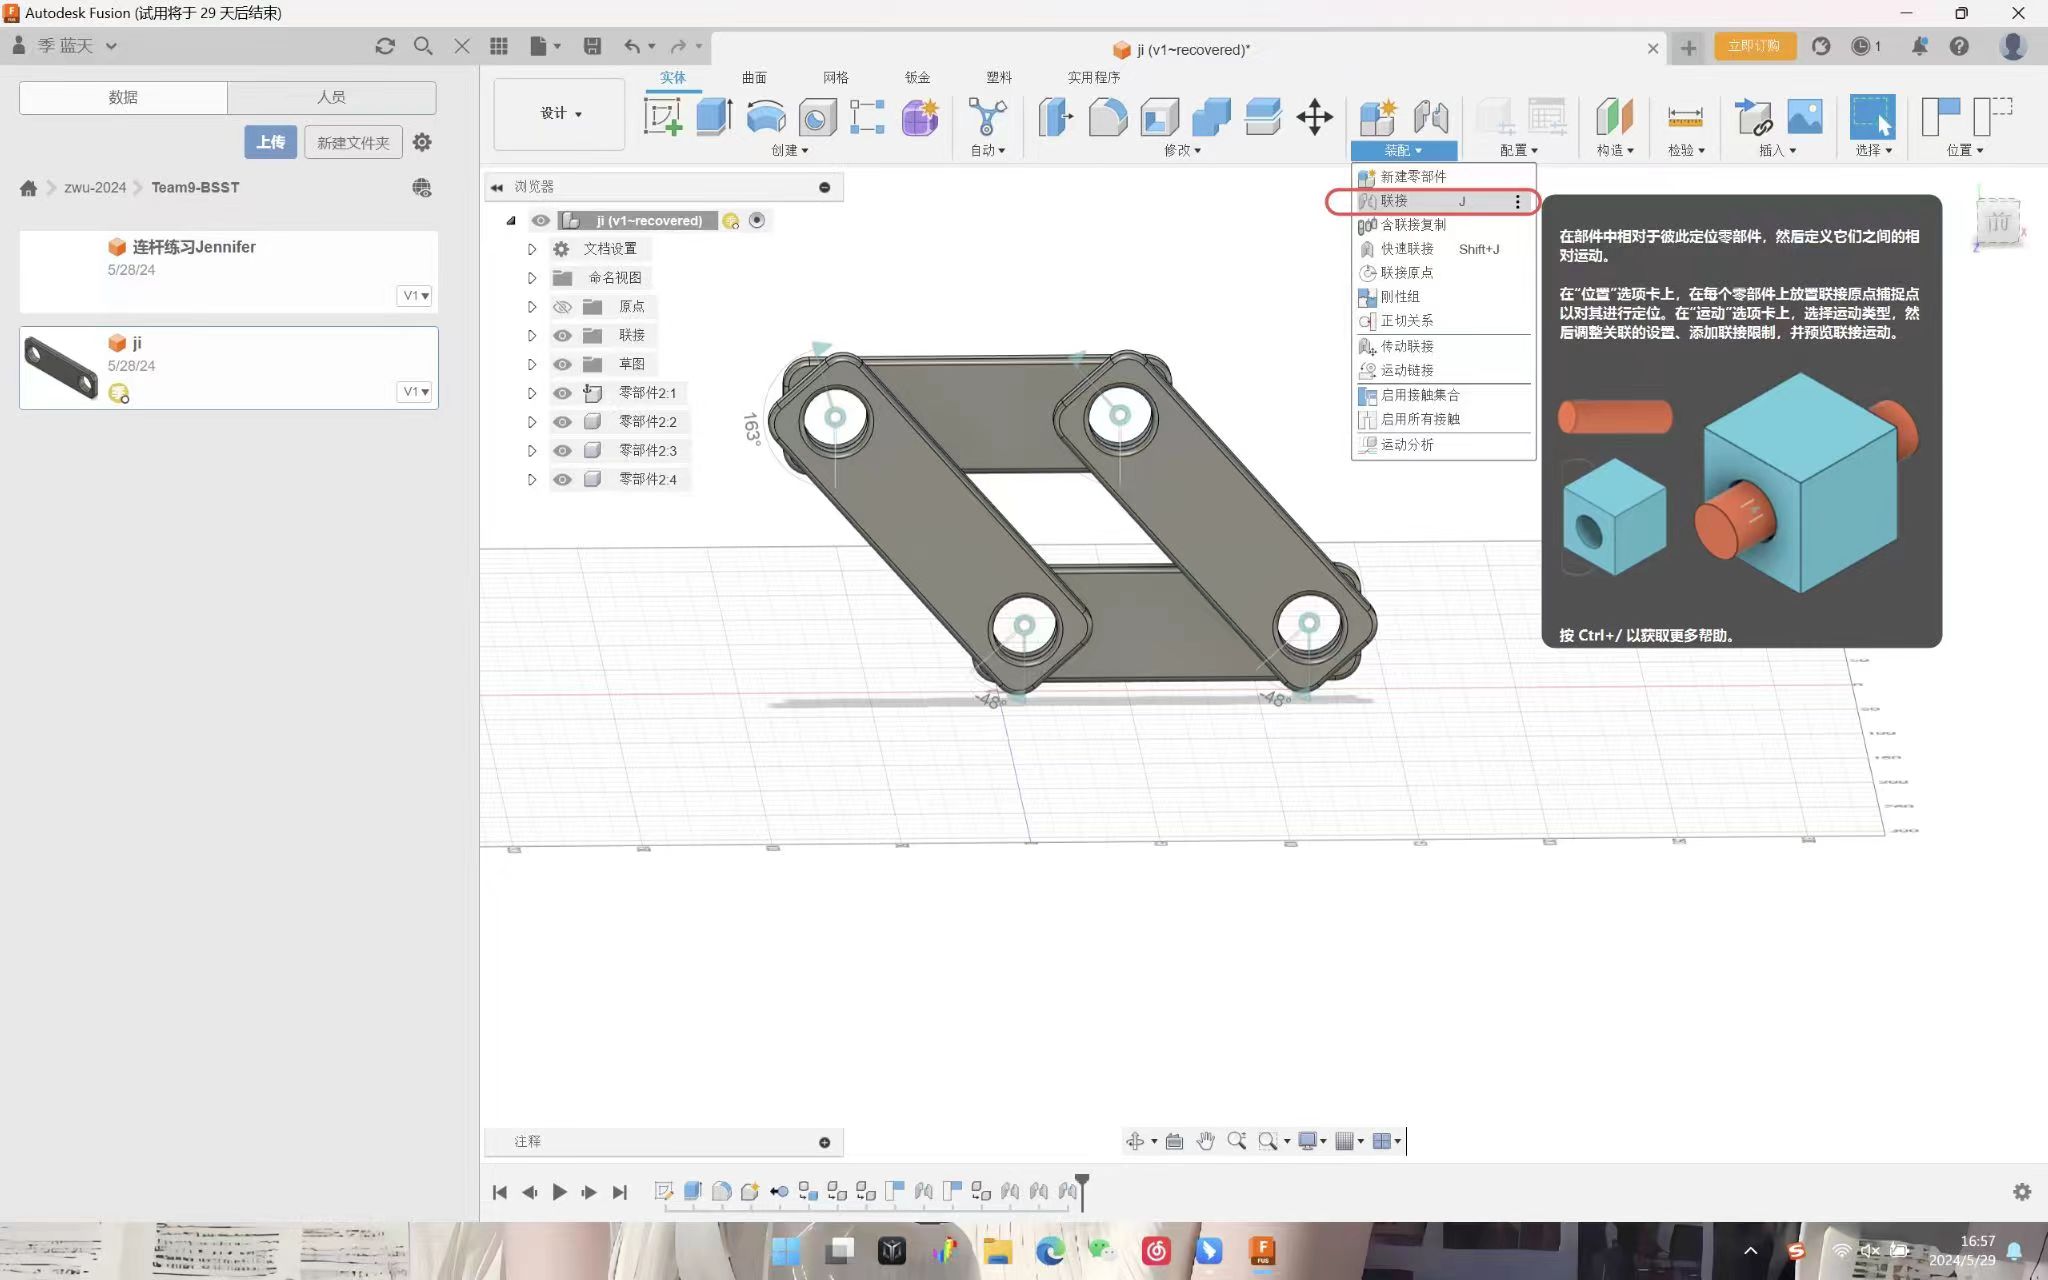 Autodesk Fusion (试用将于 29 天后结束)
季 蓝天
ji (v1~recovered)*
立即订购
1
数据
人员
上传
新建文件夹
zwu-2024
Team9-BSST
连杆练习Jennifer
5/28/24
V1
ji
5/28/24
V1
实体
曲面
网格
钣金
塑料
实用程序
设计
创建
自动
修改
装配
配置
构造
检验
插入
选择
位置
浏览器
ji (v1~recovered)
文档设置
命名视图
原点
联接
草图
零部件2:1
零部件2:2
零部件2:3
零部件2:4
新建零部件
联接 J
含联接复制
快速联接 Shift+J
联接原点
刚性组
正切关系
传动联接
运动链接
启用接触集合
启用所有接触
运动分析
在部件中相对于彼此定位零部件，然后定义它们之间的相
对运动。
在“位置”选项卡上，在每个零部件上放置联接原点捕捉点
以对其进行定位。在“运动”选项卡上，选择运动类型，然
后调整关联的设置、添加联接限制，并预览联接运动。
按 Ctrl+/ 以获取更多帮助。
前
163°
-48°
-48°
注释
16:57
2024/5/29